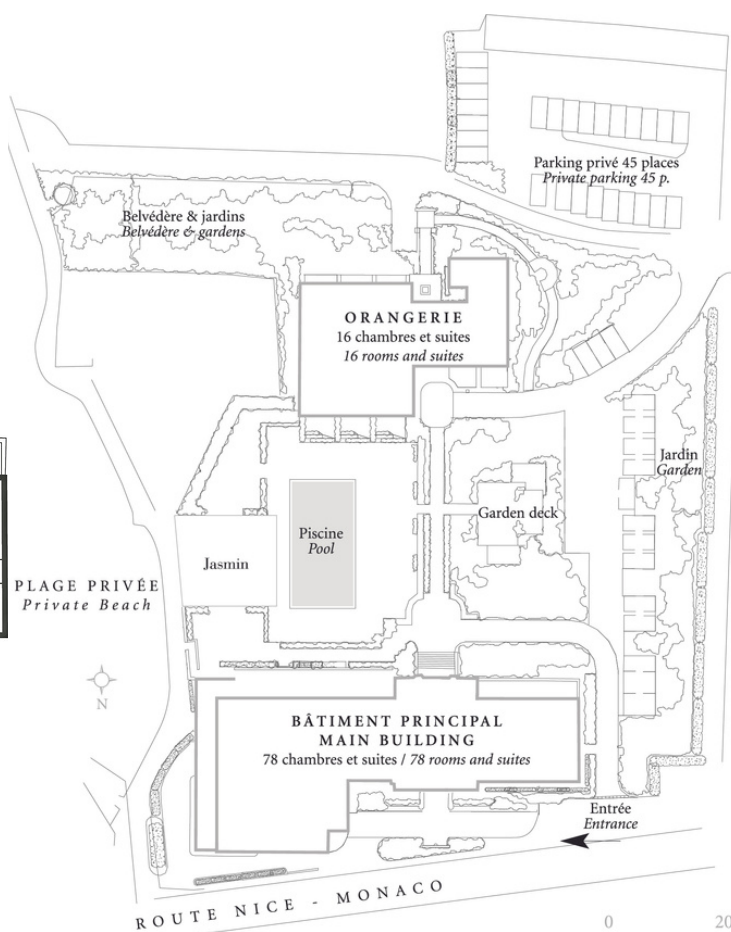 Parking privé 45 places
Private parking 45 p.
Belvédère & jardins
Belvédère & gardens
ORANGERIE
16 chambres et suites
16 rooms and suites
Jardin
Garden
Garden deck
Piscine
Pool
Jasmin
PLAGE PRIVÉE
Private Beach
N
BÂTIMENT PRINCIPAL
MAIN BUILDING
78 chambres et suites / 78 rooms and suites
Entrée
Entrance
ROUTE NICE - MONACO
0 20